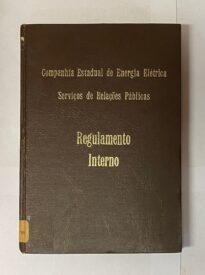 Companhia Estadual de Energia Elétrica
Serviços de Relações Públicas
Regulamento
Interno